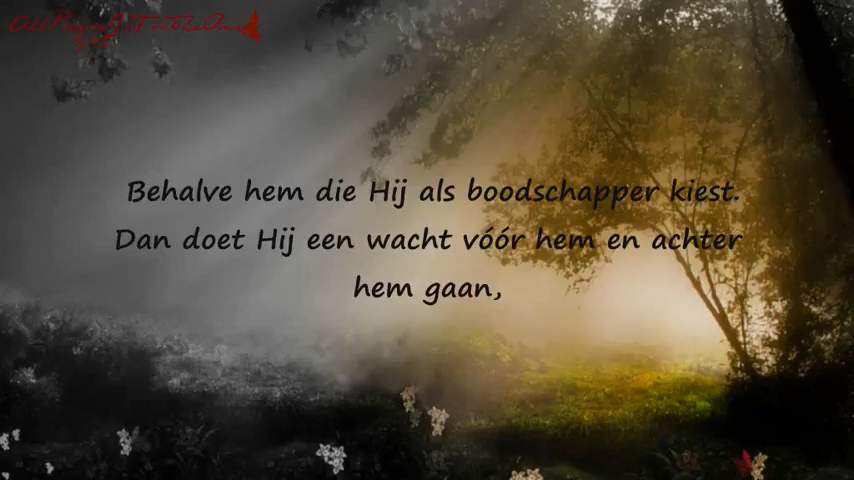 Behalve hem die Hij als boodschapper kiest.
Dan doet Hij een wacht vóór hem en achter
hem gaan,